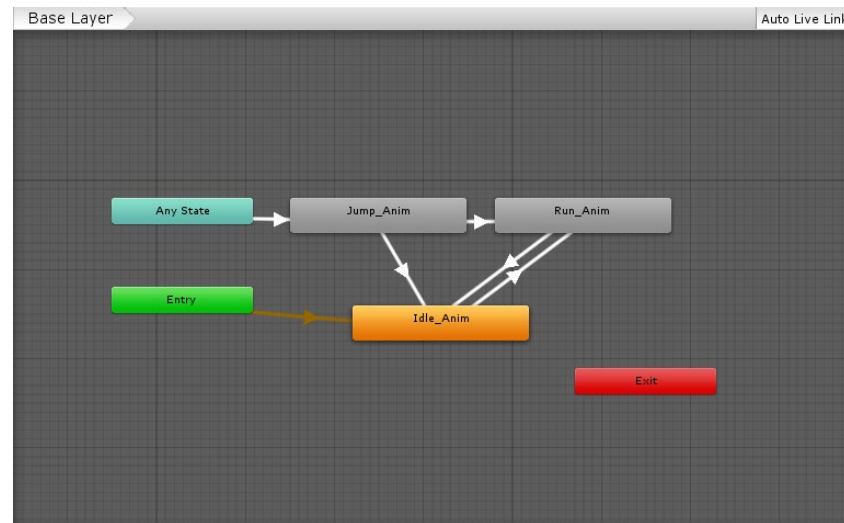 Base Layer
Auto Live Link
Any State
Jump_Anim
Run_Anim
Entry
Idle_Anim
Exit